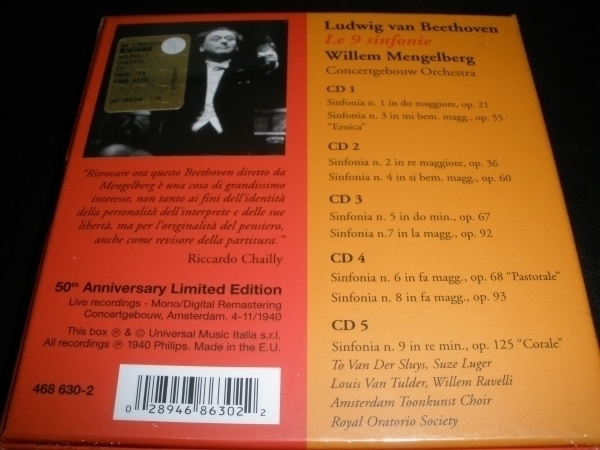 Ludwig van Beethoven
Le 9 sinfonie
Willem Mengelberg
Concertgebouw Orchestra
CD 1
Sinfonia n. 1 in do maggiore, op. 21
Sinfonia n. 3 in mi bem. magg., op. 55
"Eroica"
CD 2
Sinfonia n. 2 in re maggiore, op. 36
Sinfonia n. 4 in si bem. magg., op. 60
CD 3
Sinfonia n. 5 in do min., op. 67
Sinfonia n.7 in la magg., op. 92
CD 4
Sinfonia n. 6 in fa magg., op. 68 "Pastorale"
Sinfonia n. 8 in fa magg., op. 93
CD 5
Sinfonia n. 9 in re min., op. 125 "Corale"
To Van Der Sluys, Suze Luger
Louis Van Tulder, Willem Ravelli
Amsterdam Toonkunst Choir
Royal Oratorio Society
"Ritrovare ora questo Beethoven diretto da
Mengelberg è una cosa di grandissimo
interesse, non tanto ai fini dell'identità
della personalità dell'interprete e delle sue
libertà, ma per l'originalità del pensiero,
anche come revisore della partitura."
Riccardo Chailly
50th Anniversary Limited Edition
Live recordings - Mono/Digital Remastering
Concertgebouw, Amsterdam. 4-11/1940
This box ℗ & © Universal Music Italia s.r.l.
All recordings ℗ 1940 Philips. Made in the E.U.
468 630-2
0 28946 86302 2